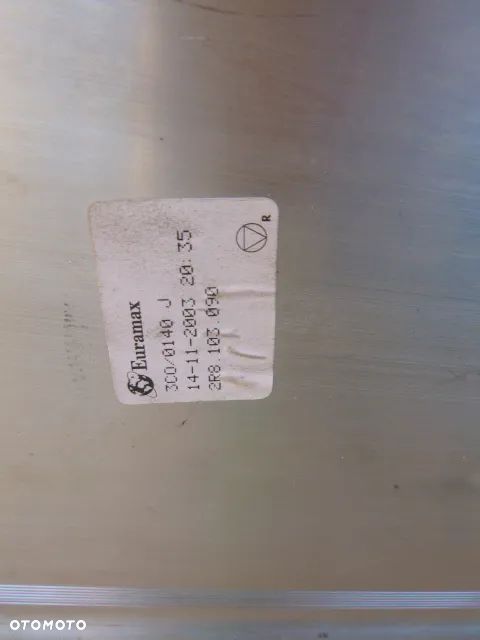 Euramax
3C0/0140 J
14-11-2003 20:35
2R8.103.090
R
OTOMOTO